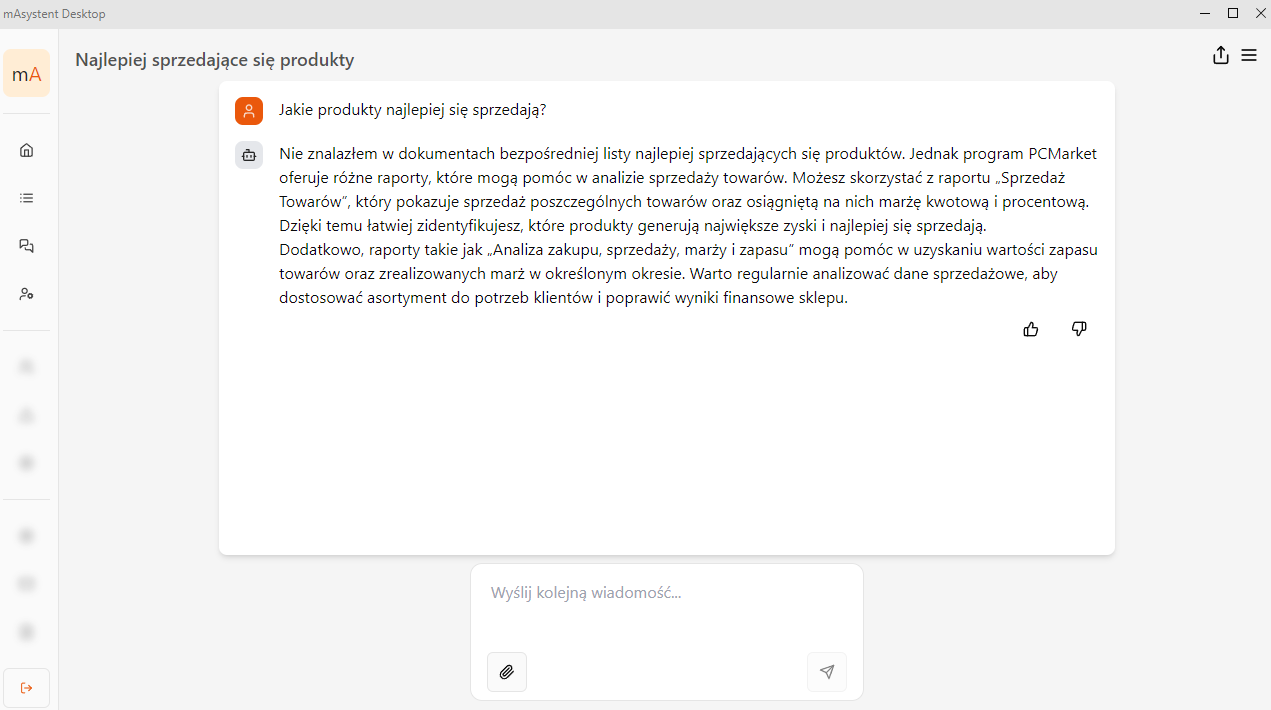 mAsystent Desktop
mA
Najlepiej sprzedające się produkty
Jakie produkty najlepiej się sprzedają?
Nie znalazłem w dokumentach bezpośredniej listy najlepiej sprzedających się produktów. Jednak program PCMarket
oferuje różne raporty, które mogą pomóc w analizie sprzedaży towarów. Możesz skorzystać z raportu „Sprzedaż
Towarów”, który pokazuje sprzedaż poszczególnych towarów oraz osiągniętą na nich marżę kwotową i procentową.
Dzięki temu łatwiej zidentyfikujesz, które produkty generują największe zyski i najlepiej się sprzedają.
Dodatkowo, raporty takie jak „Analiza zakupu, sprzedaży, marży i zapasu” mogą pomóc w uzyskaniu wartości zapasu
towarów oraz zrealizowanych marż w określonym okresie. Warto regularnie analizować dane sprzedażowe, aby
dostosować asortyment do potrzeb klientów i poprawić wyniki finansowe sklepu.
Wyślij kolejną wiadomość...